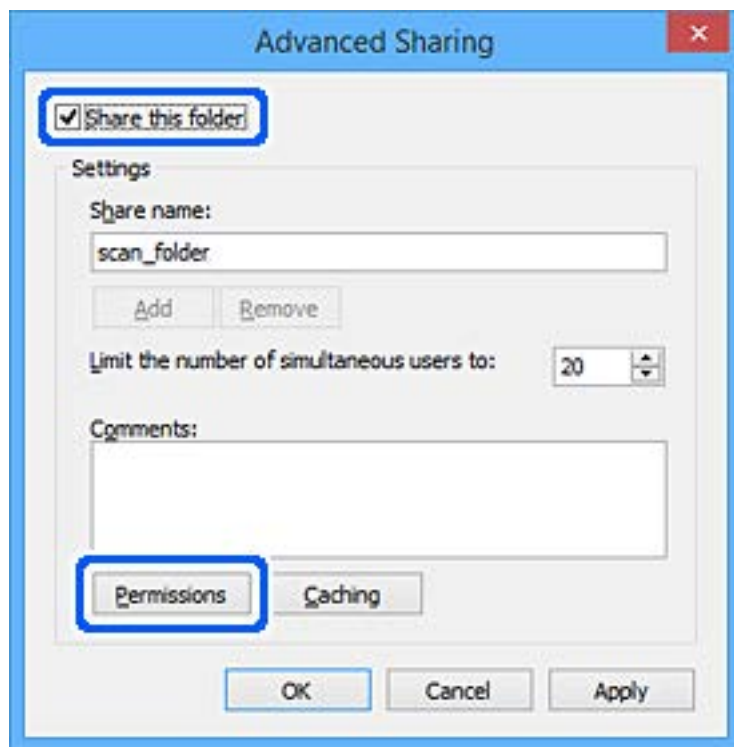 Advanced Sharing
Share this folder
Settings
Share name:
scan_folder
Add Remove
Limit the number of simultaneous users to: 20
Comments:
Permissions Caching
OK Cancel Apply